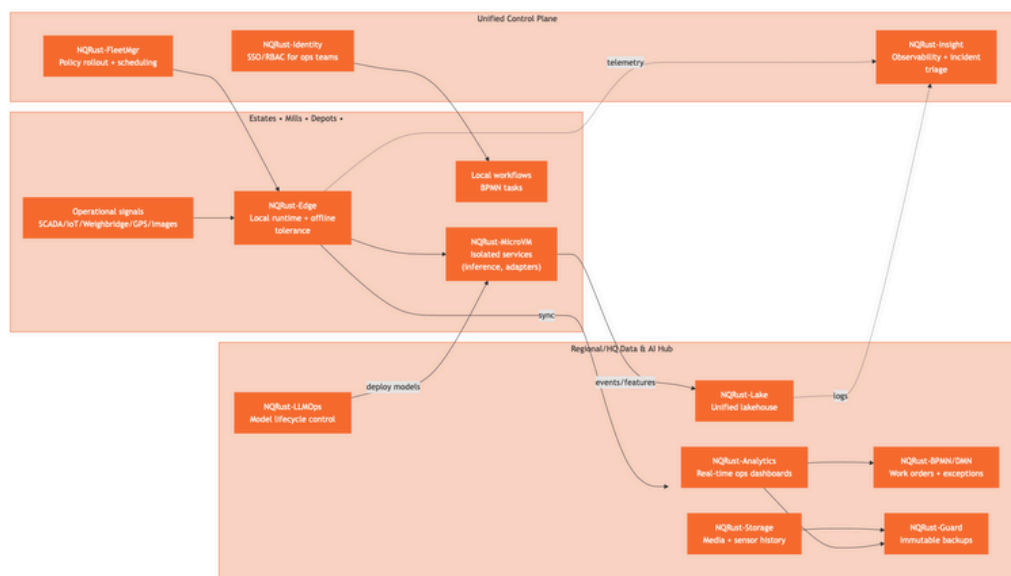 Unified Control Plane
NQRust-FleetMgr
Policy rollout + scheduling
NQRust-Identity
SSO/RBAC for ops teams
NQRust-Insight
Observability + incident
triage
telemetry
Estates • Mills • Depots •
Local workflows
BPMN tasks
Operational signals
SCADA/IoT/Weighbridge/GPS/Images
NQRust-Edge
Local runtime + offline
tolerance
NQRust-MicroVM
Isolated services
(inference, adapters)
sync
Regional/HQ Data & AI Hub
deploy models
events/features
NQRust-LLMOps
Model lifecycle control
NQRust-Lake
Unified lakehouse
logs
NQRust-Analytics
Real-time ops dashboards
NQRust-BPMN/DMN
Work orders + exceptions
NQRust-Storage
Media + sensor history
NQRust-Guard
Immutable backups